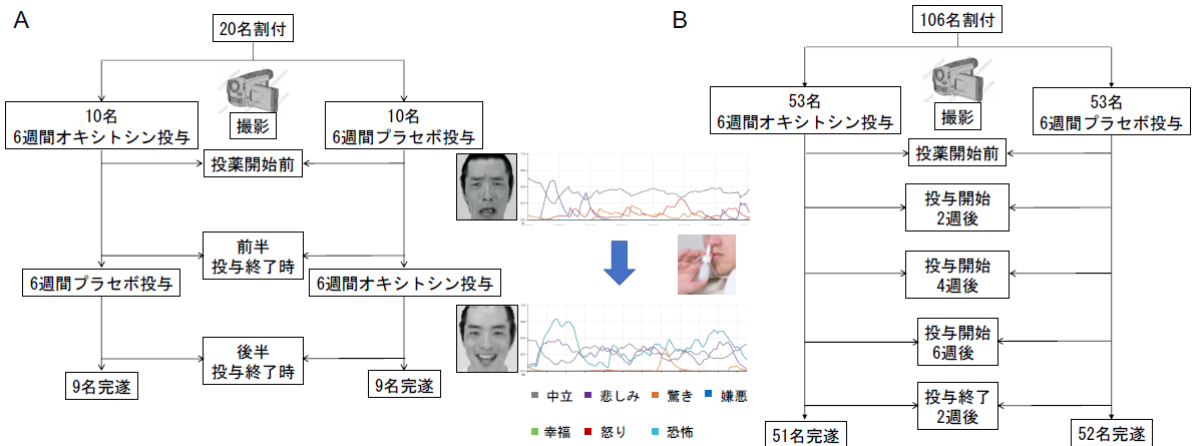 A
20名割付
10名
6週間オキシトシン投与
撮影
10名
6週間プラセボ投与
投薬開始前
前半
投与終了時
6週間プラセボ投与
6週間オキシトシン投与
後半
投与終了時
9名完遂
9名完遂
中立
悲しみ
驚き
嫌悪
幸福
怒り
恐怖
B
106名割付
53名
6週間オキシトシン投与
撮影
53名
6週間プラセボ投与
投薬開始前
投与開始
2週後
投与開始
4週後
投与開始
6週後
投与終了
2週後
51名完遂
52名完遂